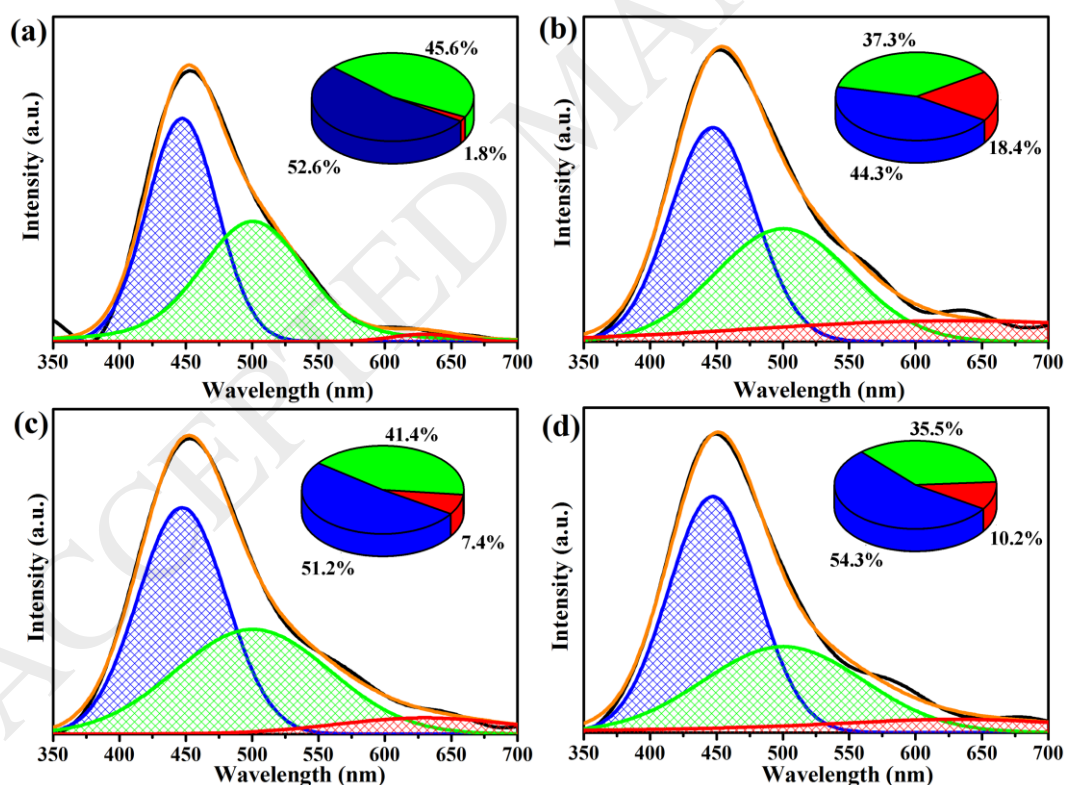 (a)
45.6%
1.8%
52.6%
Intensity (a.u.)
350 400 450 500 550 600 650 700
Wavelength (nm)
(b)
37.3%
18.4%
44.3%
Intensity (a.u.)
350 400 450 500 550 600 650 700
Wavelength (nm)
(c)
41.4%
7.4%
51.2%
Intensity (a.u.)
350 400 450 500 550 600 650 700
Wavelength (nm)
(d)
35.5%
10.2%
54.3%
Intensity (a.u.)
350 400 450 500 550 600 650 700
Wavelength (nm)
ACCEPTED MA